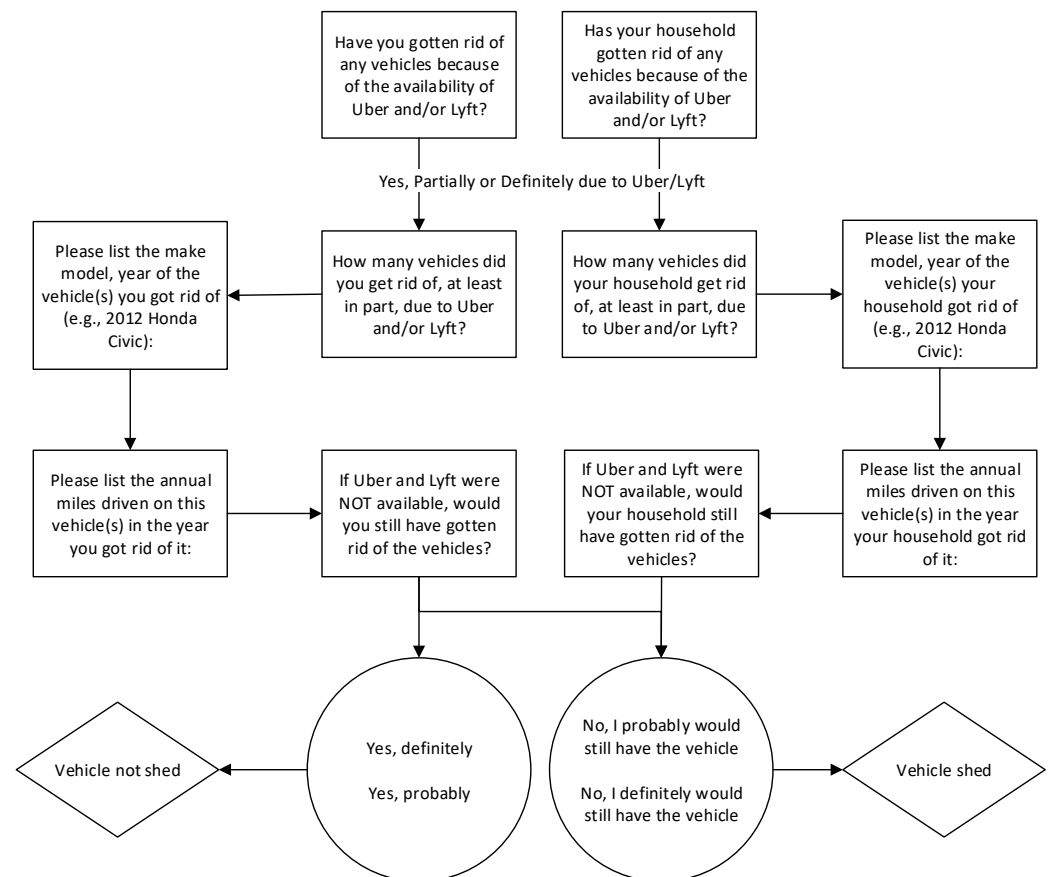 Have you gotten rid of
any vehicles because
of the availability of
Uber and/or Lyft?
Has your household
gotten rid of any
vehicles because of the
availability of Uber
and/or Lyft?
Yes, Partially or Definitely due to Uber/Lyft
Please list the make
model, year of the
vehicle(s) you got rid of
(e.g., 2012 Honda
Civic):
How many vehicles did
you get rid of, at least
in part, due to Uber
and/or Lyft?
How many vehicles did
your household get rid
of, at least in part, due
to Uber and/or Lyft?
Please list the make
model, year of the
vehicle(s) your
household got rid of
(e.g., 2012 Honda
Civic):
Please list the annual
miles driven on this
vehicle(s) in the year
you got rid of it:
If Uber and Lyft were
NOT available, would
you still have gotten
rid of the vehicles?
If Uber and Lyft were
NOT available, would
your household still
have gotten rid of the
vehicles?
Please list the annual
miles driven on this
vehicle(s) in the year
your household got rid
of it:
Vehicle not shed
Yes, definitely
Yes, probably
No, I probably would
still have the vehicle
No, I definitely would
still have the vehicle
Vehicle shed